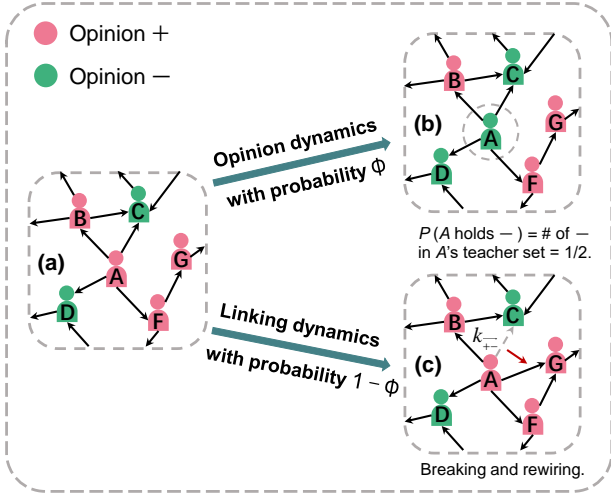 Opinion +
Opinion −
Opinion dynamics
with probability ϕ
(a)
B
C
A
G
D
F
(b)
B
C
A
G
D
F
P (A holds −) = # of −
in A's teacher set = 1/2.
Linking dynamics
with probability 1 − ϕ
(c)
B
C
A
G
D
F
Breaking and rewiring.